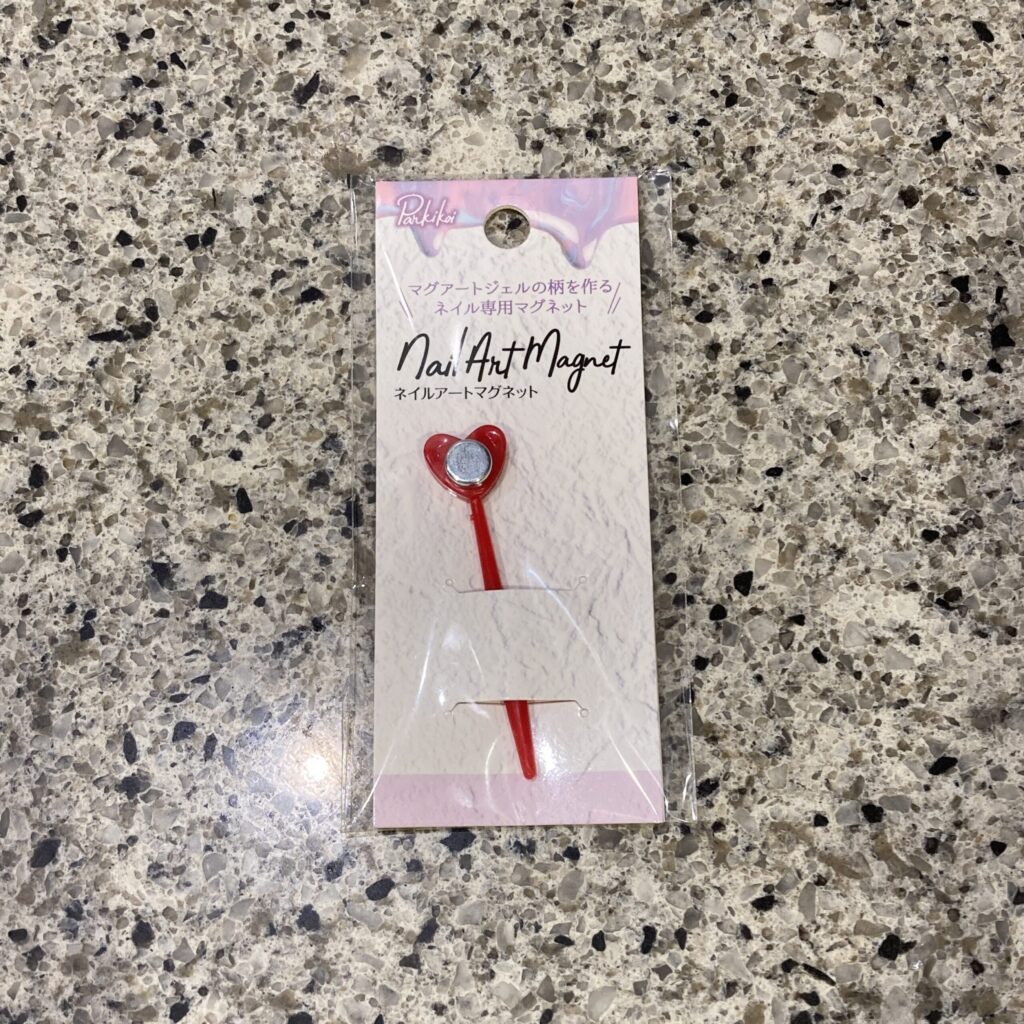 Parkikoi
マグアートジェルの柄を作る
ネイル専用マグネット
Nail Art Magnet
ネイルアートマグネット